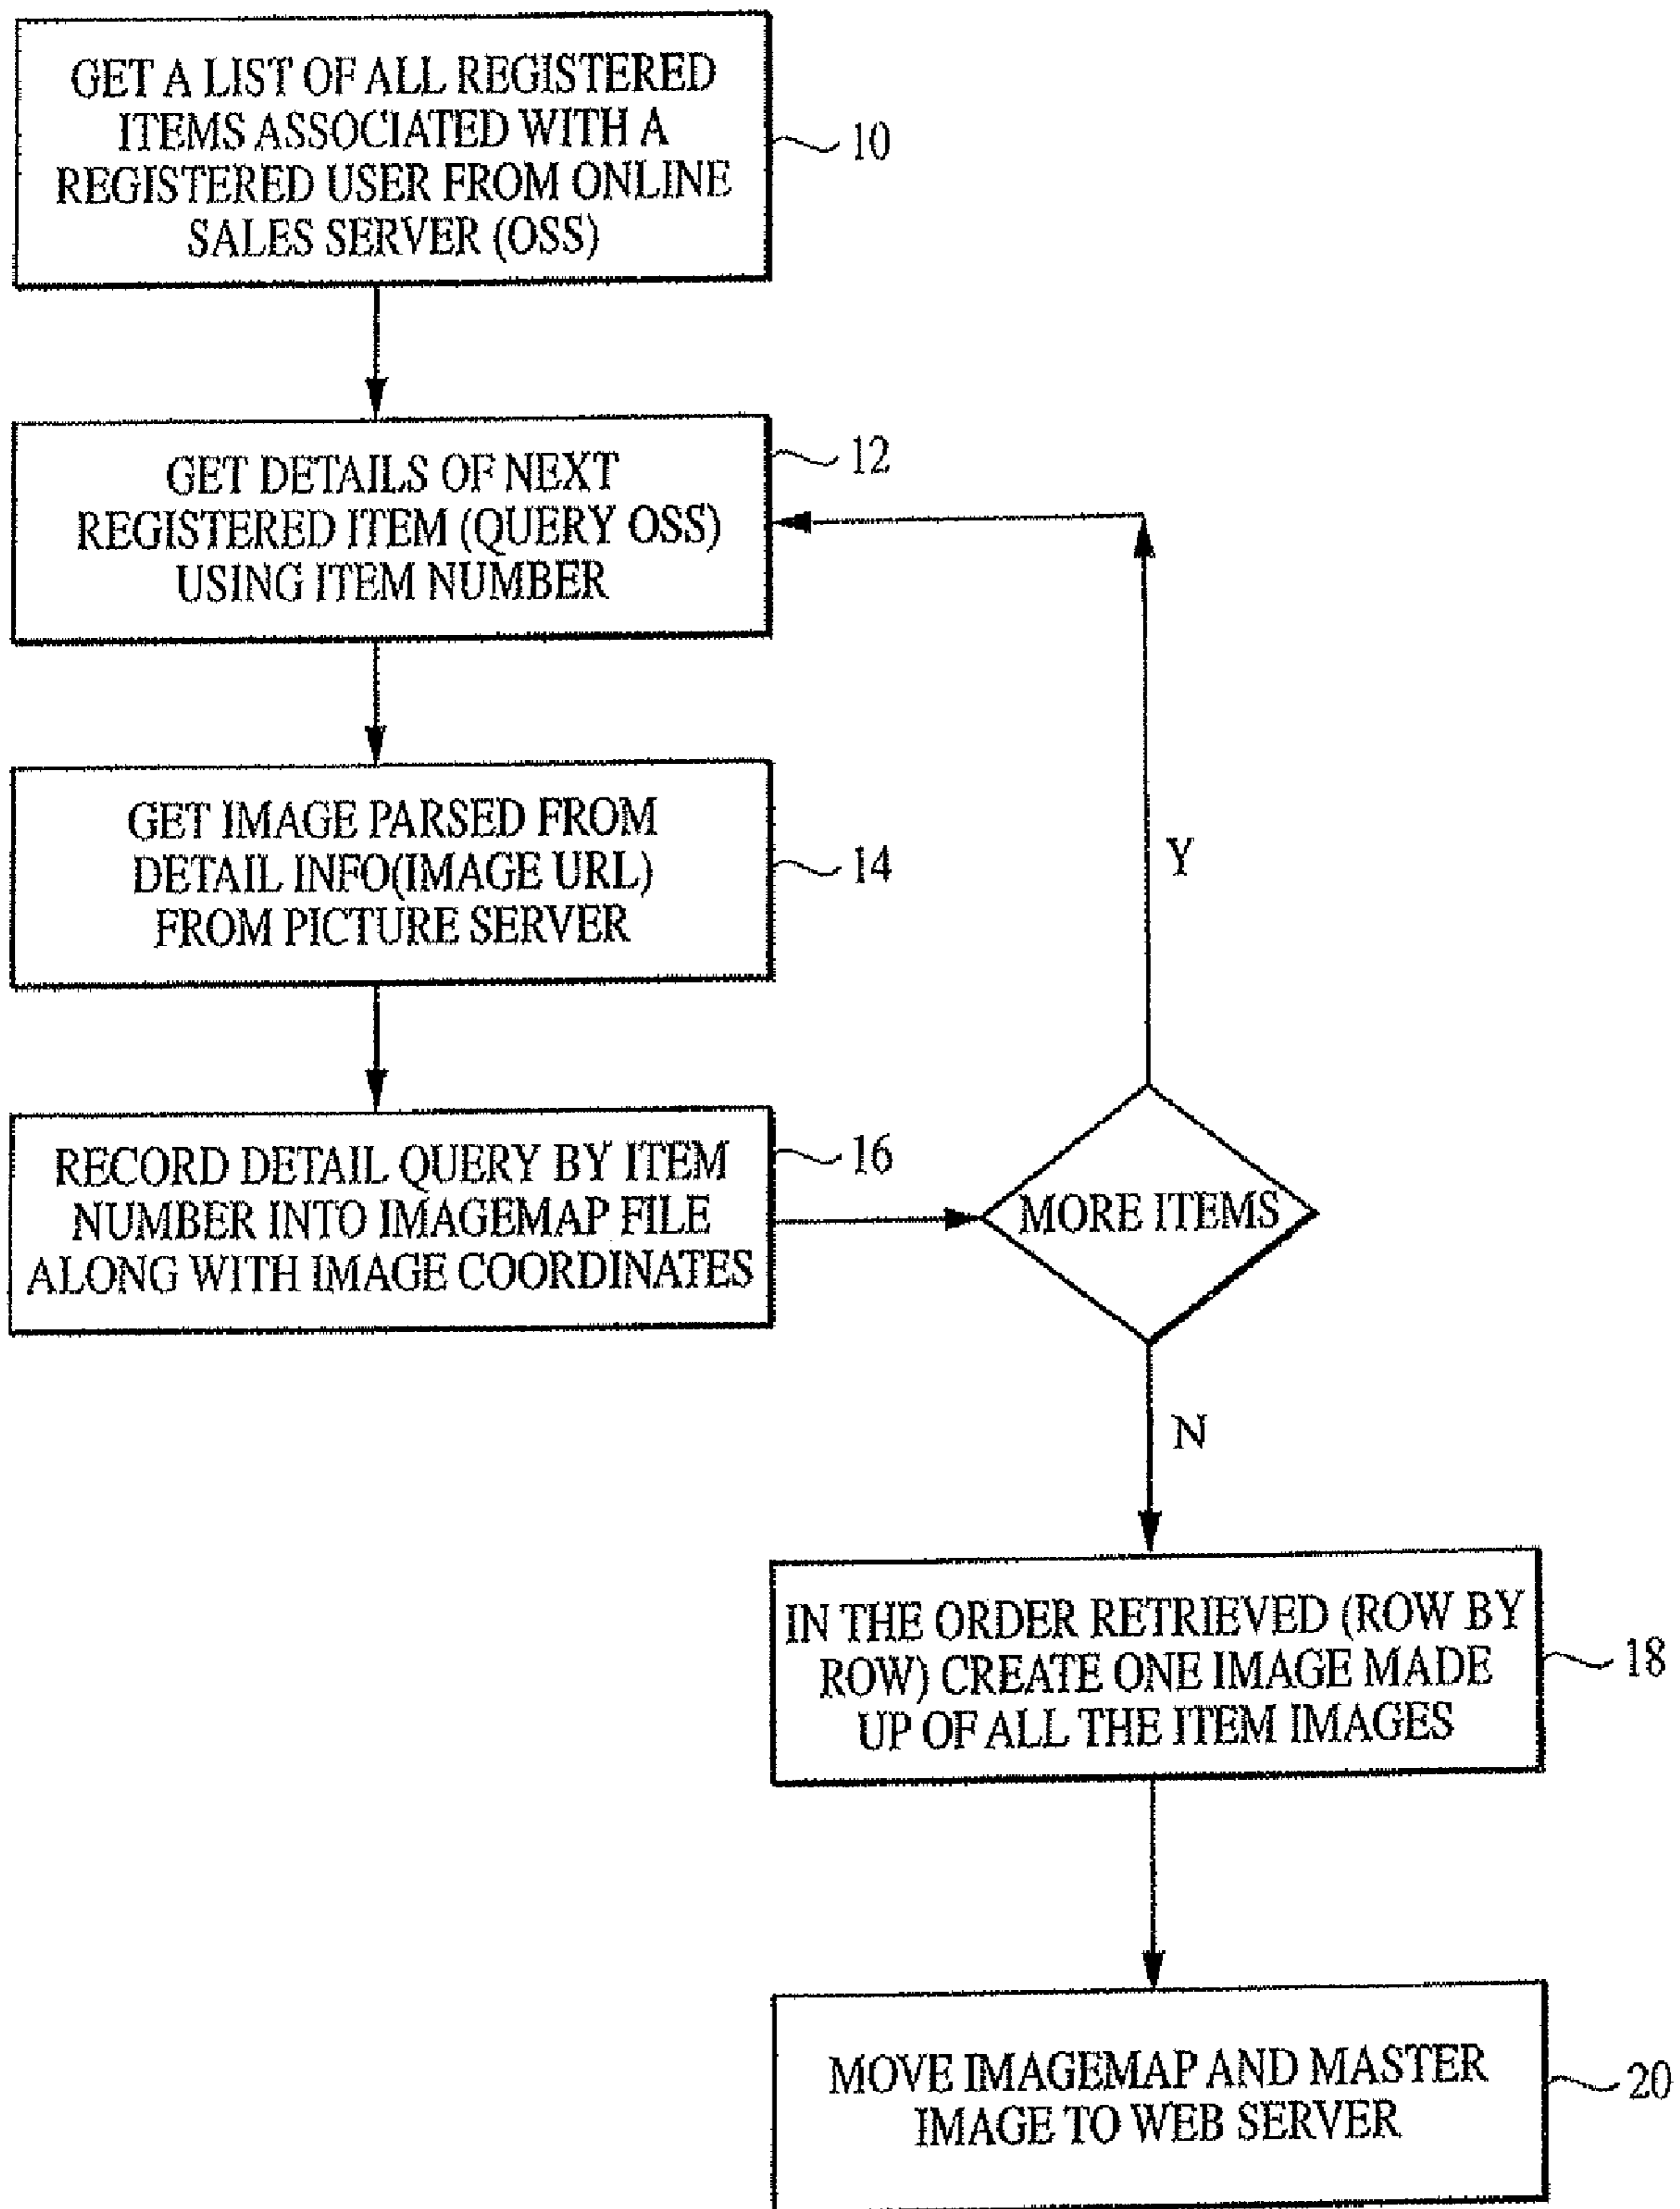 GET A LIST OF ALL REGISTERED
ITEMS ASSOCIATED WITH A
REGISTERED USER FROM ONLINE
SALES SERVER (OSS)
10
GET DETAILS OF NEXT
REGISTERED ITEM (QUERY OSS)
USING ITEM NUMBER
12
GET IMAGE PARSED FROM
DETAIL INFO(IMAGE URL)
FROM PICTURE SERVER
14
Y
RECORD DETAIL QUERY BY ITEM
NUMBER INTO IMAGEMAP FILE
ALONG WITH IMAGE COORDINATES
16
MORE ITEMS
N
IN THE ORDER RETRIEVED (ROW BY
ROW) CREATE ONE IMAGE MADE
UP OF ALL THE ITEM IMAGES
18
MOVE IMAGEMAP AND MASTER
IMAGE TO WEB SERVER
20